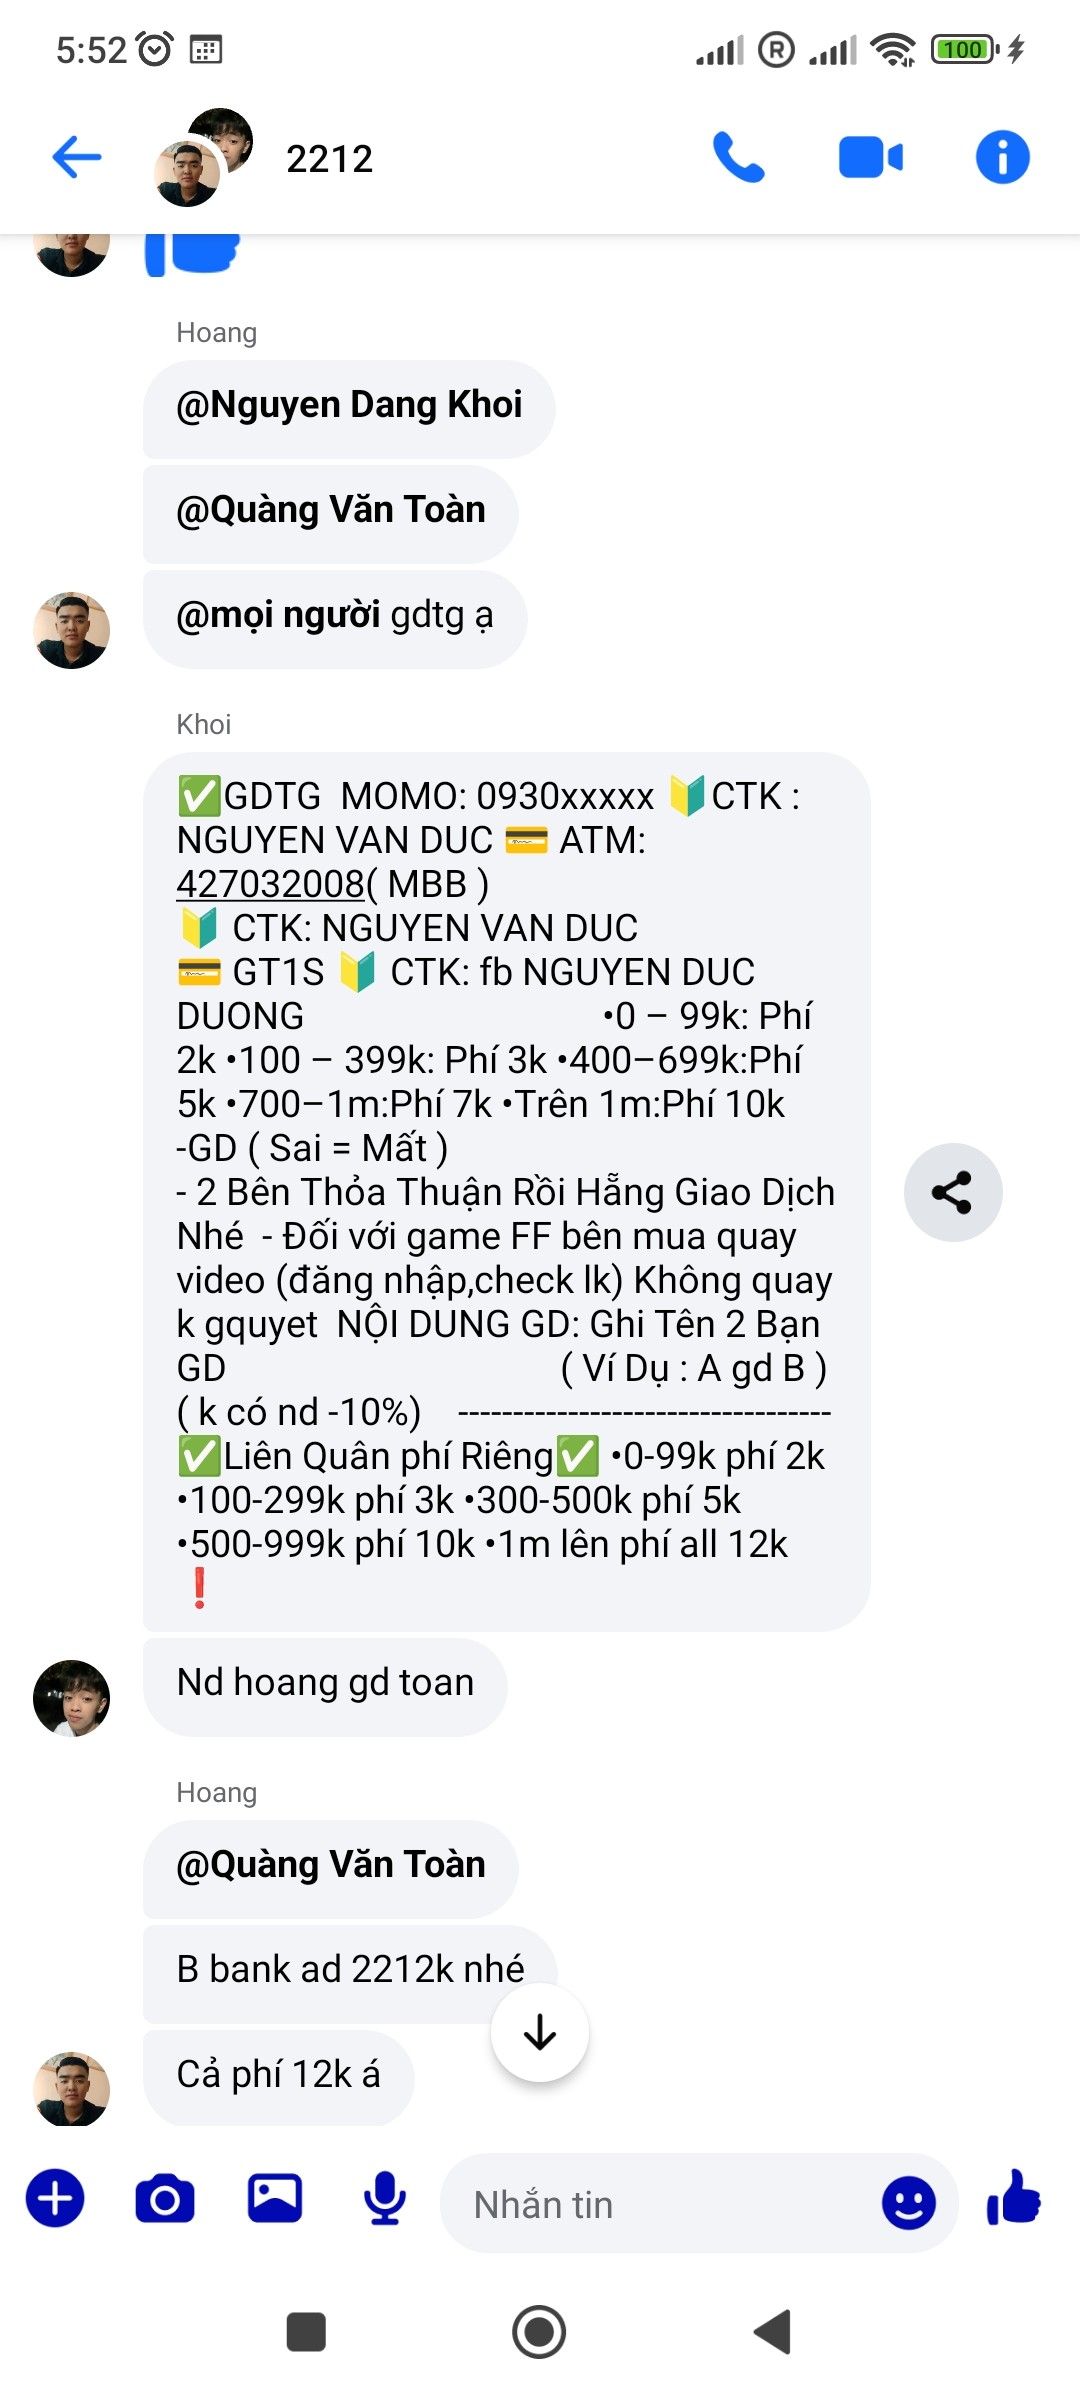 5:52
R
100
2212
Hoang
@Nguyen Dang Khoi
@Quàng Văn Toàn
@mọi người gdtg ạ
Khoi
✅GDTG  MOMO: 0930xxxxx 🔰CTK :
NGUYEN VAN DUC 💳 ATM:
427032008( MBB )
🔰 CTK: NGUYEN VAN DUC
💳 GT1S 🔰 CTK: fb NGUYEN DUC
DUONG •0 – 99k: Phí
2k •100 – 399k: Phí 3k •400–699k:Phí
5k •700–1m:Phí 7k •Trên 1m:Phí 10k
-GD ( Sai = Mất )
- 2 Bên Thỏa Thuận Rồi Hẵng Giao Dịch
Nhé  - Đối với game FF bên mua quay
video (đăng nhập,check lk) Không quay
k gquyet  NỘI DUNG GD: Ghi Tên 2 Bạn
GD ( Ví Dụ : A gd B )
( k có nd -10%) ----------------------------------
✅Liên Quân phí Riêng✅ •0-99k phí 2k
•100-299k phí 3k •300-500k phí 5k
•500-999k phí 10k •1m lên phí all 12k
❗
Nd hoang gd toan
Hoang
@Quàng Văn Toàn
B bank ad 2212k nhé
Cả phí 12k á
Nhắn tin